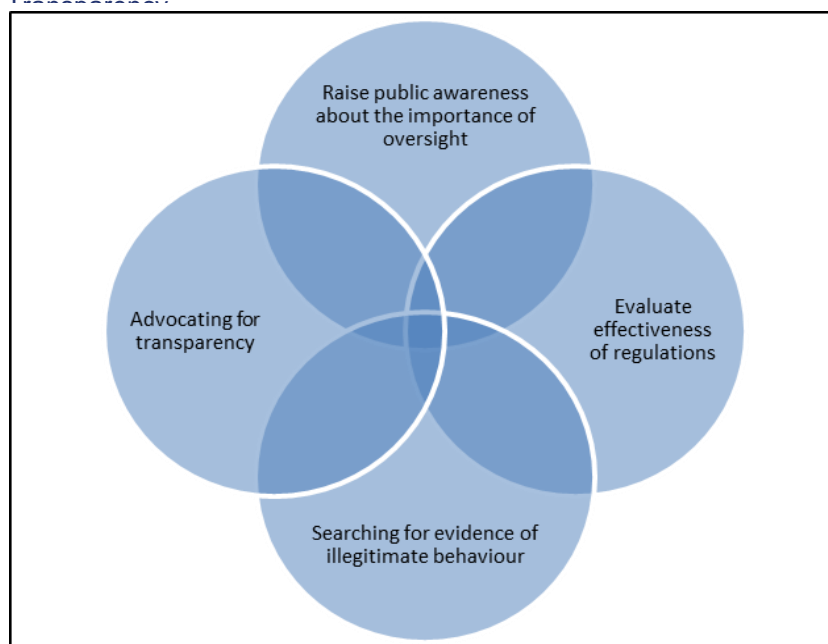 Transparency
Raise public awareness
about the importance of
oversight
Advocating for
transparency
Evaluate
effectiveness
of regulations
Searching for evidence of
illegitimate behaviour